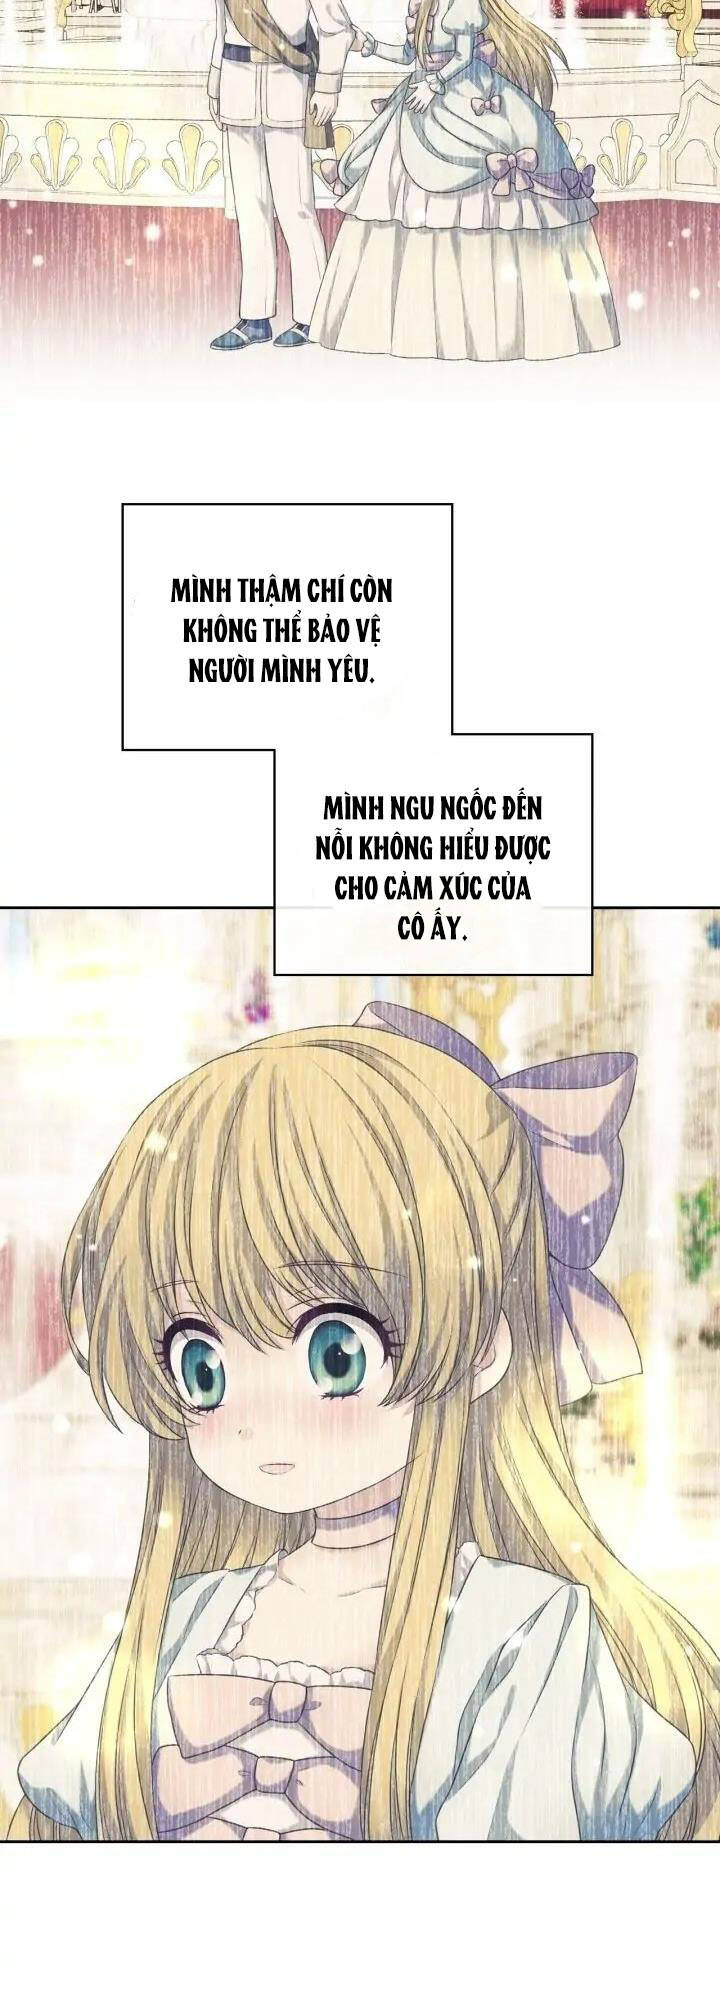 MÌNH THẬM CHÍ CÒN
KHÔNG THỂ BẢO VỆ
NGƯỜI MÌNH YÊU.
MÌNH NGU NGỐC ĐẾN
NỖI KHÔNG HIỂU ĐƯỢC
CHO CẢM XÚC CỦA
CÔ ẤY.